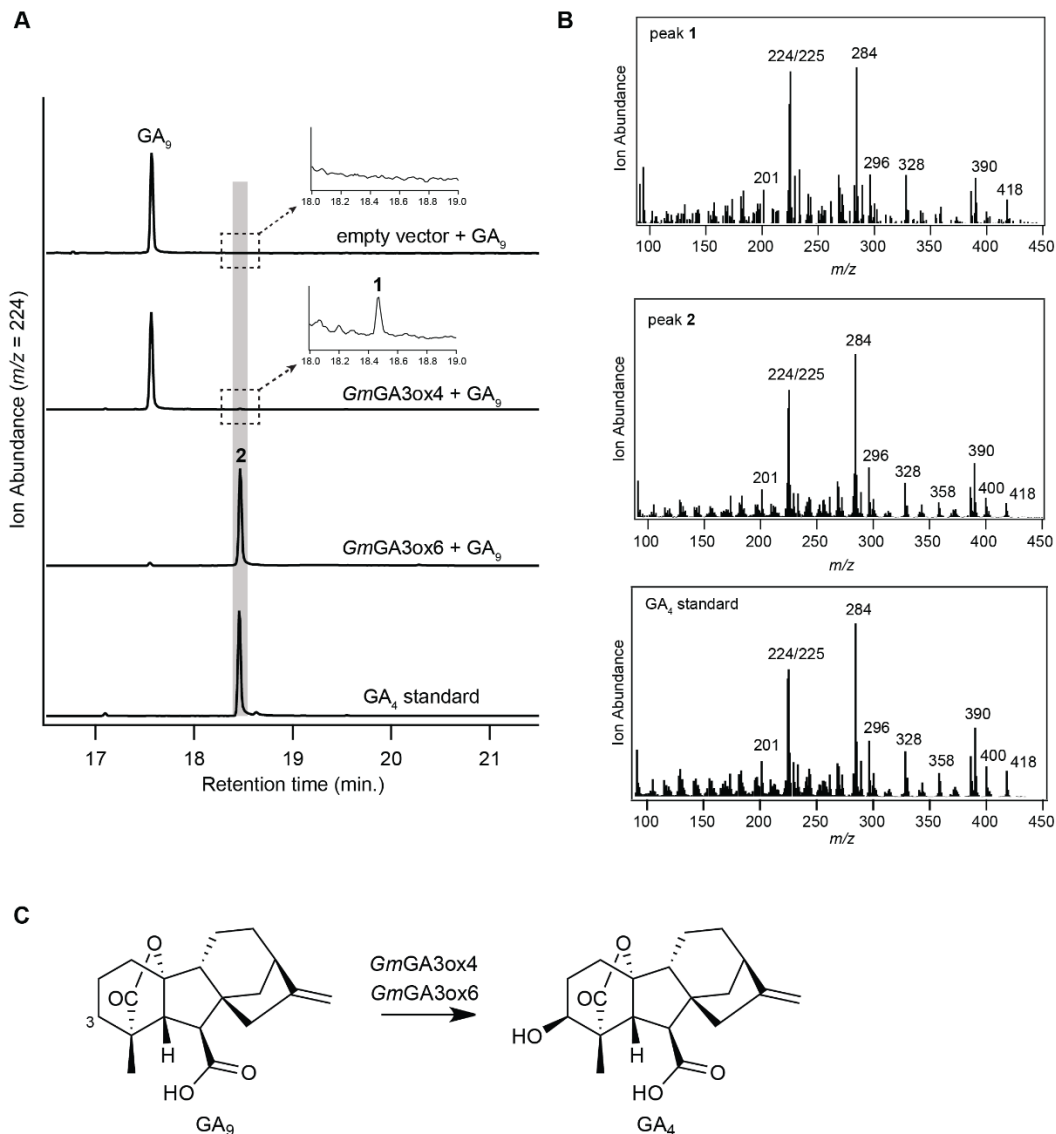 A
Ion Abundance (m/z = 224)
GA₉
18.0 18.2 18.4 18.6 18.8 19.0
empty vector + GA₉
1
18.0 18.2 18.4 18.6 18.8 19.0
GmGA3ox4 + GA₉
2
GmGA3ox6 + GA₉
GA₄ standard
17 18 19 20 21
Retention time (min.)
B
peak 1
Ion Abundance
224/225 284
201 296 328 390 418
100 150 200 250 300 350 400 450
m/z
peak 2
Ion Abundance
284
224/225
201 296 328 358 390 400 418
100 150 200 250 300 350 400 450
m/z
GA₄ standard
Ion Abundance
284
224/225
201 296 328 358 390 400 418
100 150 200 250 300 350 400 450
m/z
C
O
OC
3
H
O
HO
GA₉
GmGA3ox4
GmGA3ox6
O
OC
HO
H
O
HO
GA₄